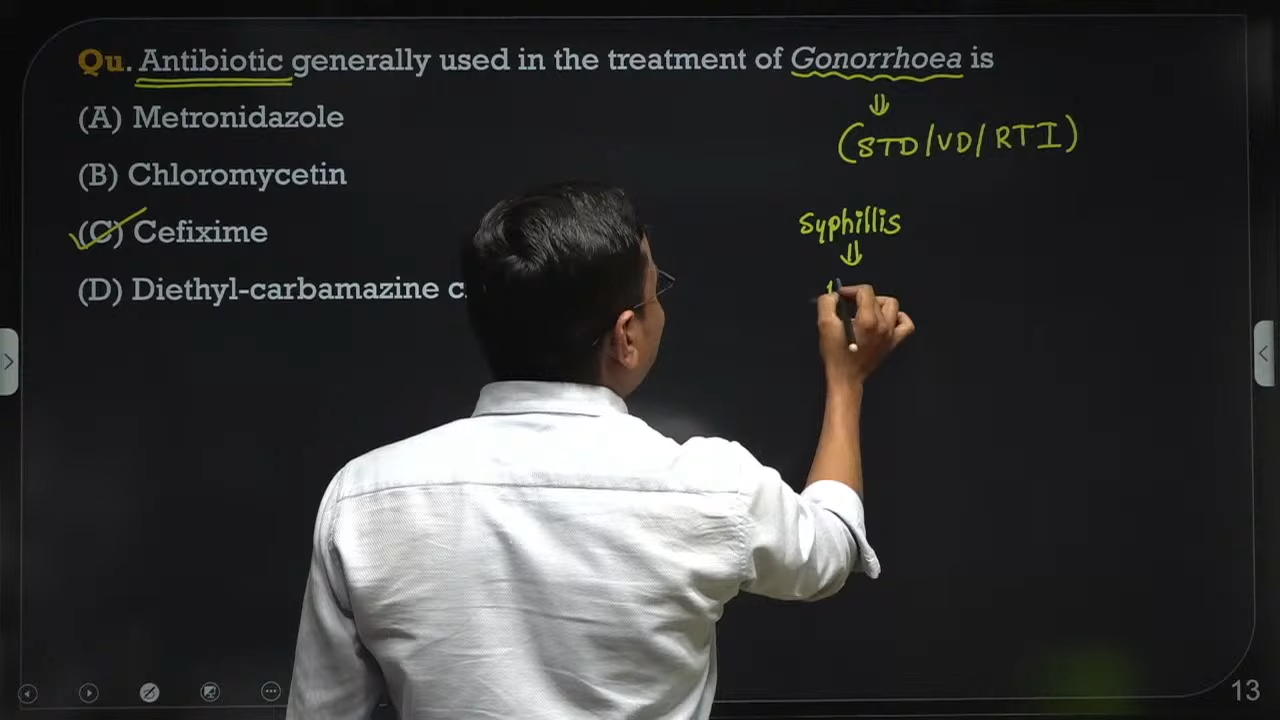 Qu. Antibiotic generally used in the treatment of Gonorrhoea is
(A) Metronidazole
(STD/VD/RTI)
(B) Chloromycetin
(C) Cefixime
Syphillis
(D) Diethyl-carbamazine
13